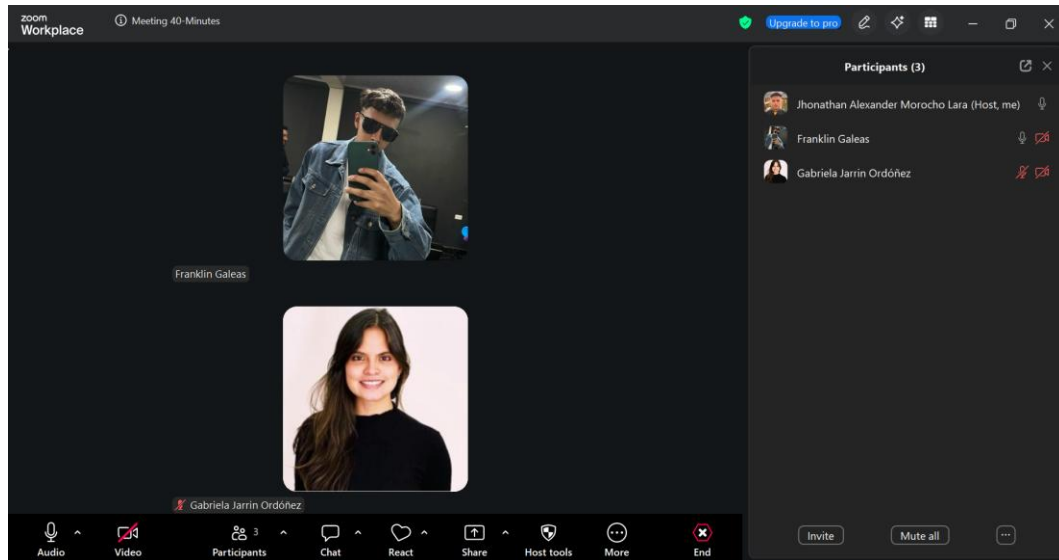 zoom
Workplace
Meeting 40-Minutes
Upgrade to pro
Participants (3)
Jhonathan Alexander Morocho Lara (Host, me)
Franklin Galeas
Gabriela Jarrin Ordóñez
Franklin Galeas
Gabriela Jarrin Ordóñez
Invite
Mute all
Audio
Video
3
Participants
Chat
React
Share
Host tools
More
End